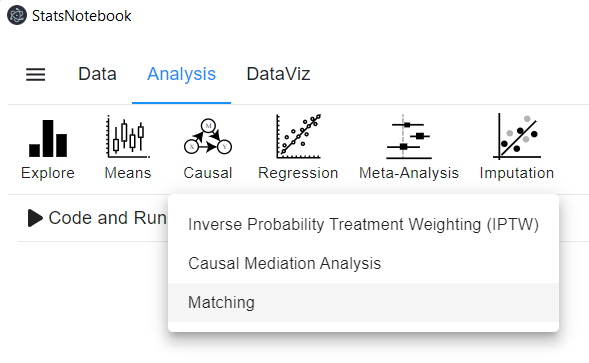 StatsNotebook
Data Analysis DataViz
M
X Y
Explore Means Causal Regression Meta-Analysis Imputation
Code and Run
Inverse Probability Treatment Weighting (IPTW)
Causal Mediation Analysis
Matching